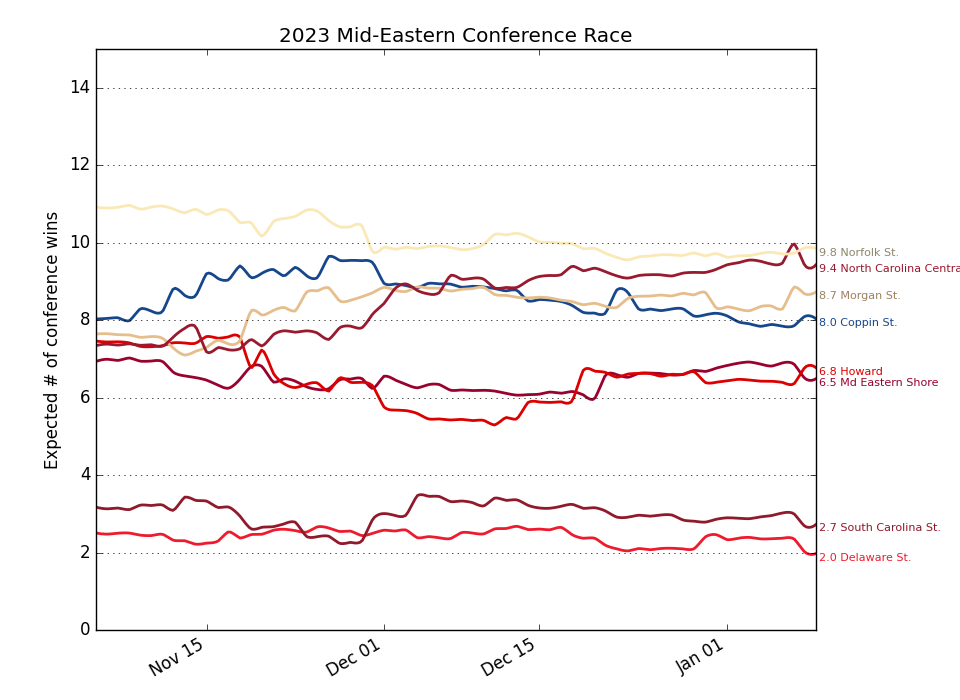 2023 Mid-Eastern Conference Race
Expected # of conference wins
14
12
10
8
6
4
2
0
Nov 15
Dec 01
Dec 15
Jan 01
9.8 Norfolk St.
9.4 North Carolina Centra
8.7 Morgan St.
8.0 Coppin St.
6.8 Howard
6.5 Md Eastern Shore
2.7 South Carolina St.
2.0 Delaware St.